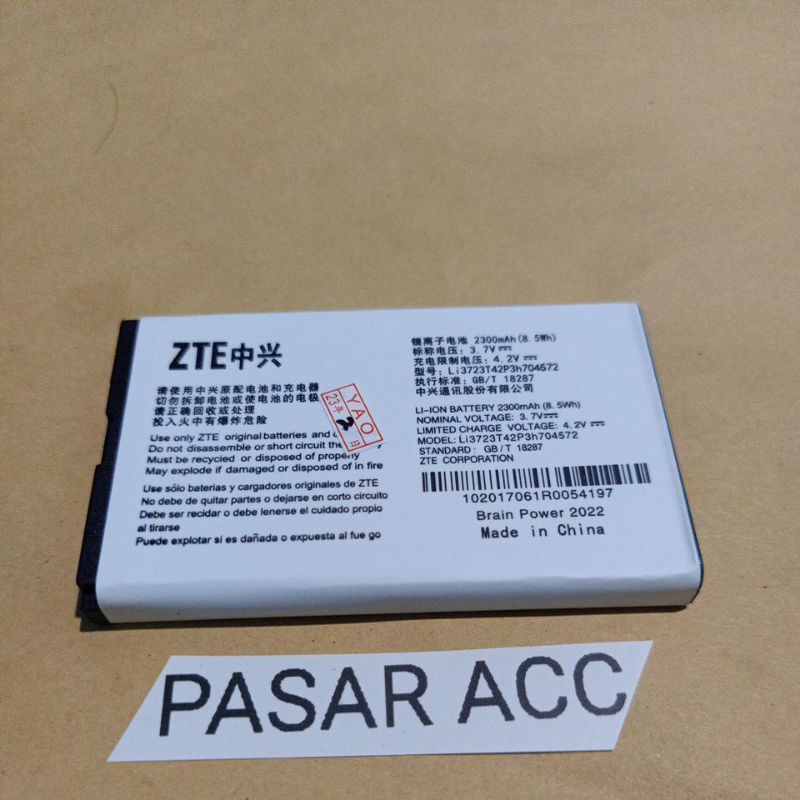 ZTE中兴
请使用中兴原配电池和充电器
切勿拆卸电池或使电池的电极
请正确回收或处理
投入火中有爆炸危险
Use only ZTE original batteries and
Do not disassemble or short circuit the
Must be recycled or disposed of properly
May explode if damaged or disposed of in fire
Use sólo baterias y cargadores originales de ZTE
No debe de quitar partes o dejarse en corto circuito
Debe ser recidar o debe lenerse el cuidado propio
al tirarse
Puede explotar si es dañada o expuesta al fue go
YAO
23年
2
日
锂离子电池 2300mAh(8.5Wh)
标称电压: 3.7V
充电限制电压: 4.2V
型号: Li3723T42P3h704572
执行标准: GB/T 18287
中兴通讯股份有限公司
LI-ION BATTERY 2300mAh(8.5Wh)
NOMINAL VOLTAGE: 3.7V
LIMITED CHARGE VOLTAGE: 4.2V
MODEL: Li3723T42P3h704572
STANDARD: GB/T 18287
ZTE CORPORATION
102017061R0054197
Brain Power 2022
Made in China
PASAR ACC